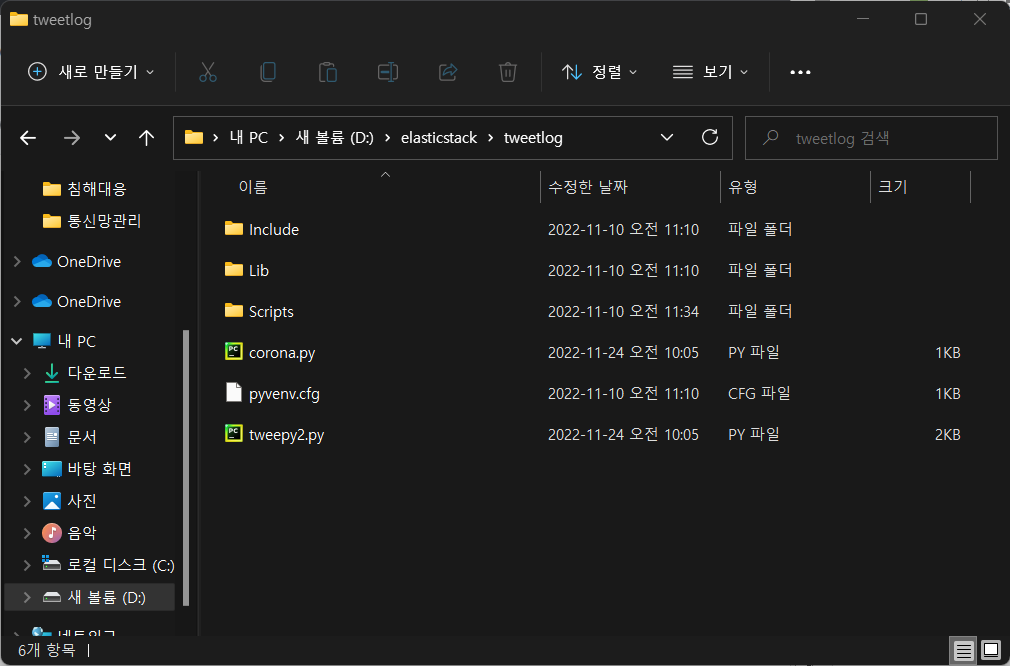 tweetlog
새로 만들기 정렬 보기
내 PC 새 볼륨 (D:) elasticstack tweetlog tweetlog 검색
침해대응
통신망관리
OneDrive
OneDrive
내 PC
다운로드
동영상
문서
바탕 화면
사진
음악
로컬 디스크 (C:)
새 볼륨 (D:)
네트워크
이름 수정한 날짜 유형 크기
Include 2022-11-10 오전 11:10 파일 폴더
Lib 2022-11-10 오전 11:10 파일 폴더
Scripts 2022-11-10 오전 11:34 파일 폴더
corona.py 2022-11-24 오전 10:05 PY 파일 1KB
pyvenv.cfg 2022-11-10 오전 11:10 CFG 파일 1KB
tweepy2.py 2022-11-24 오전 10:05 PY 파일 2KB
6개 항목